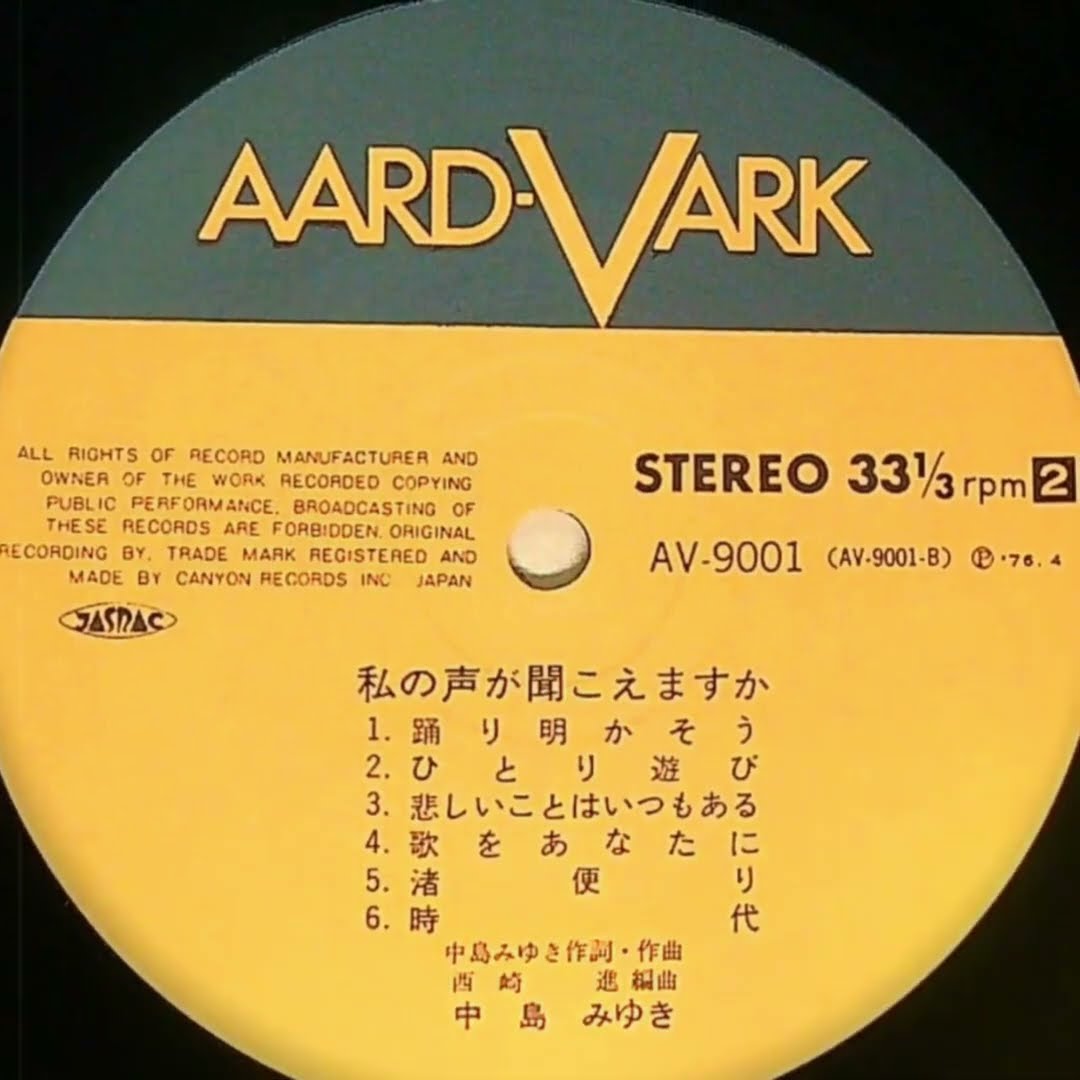 AARD-VARK
ALL RIGHTS OF RECORD MANUFACTURER AND
OWNER OF THE WORK RECORDED COPYING
PUBLIC PERFORMANCE, BROADCASTING OF
THESE RECORDS ARE FORBIDDEN. ORIGINAL
RECORDING BY. TRADE MARK REGISTERED AND
MADE BY CANYON RECORDS INC JAPAN
JASRAC
STEREO 33⅓ rpm 2
AV-9001 (AV-9001-B) Ⓟ'76. 4
私の声が聞こえますか
1. 踊り明かそう
2. ひとり遊び
3. 悲しいことはいつもある
4. 歌をあなたに
5. 渚便り
6. 時代
中島みゆき作詞・作曲
西崎 進編曲
中島 みゆき